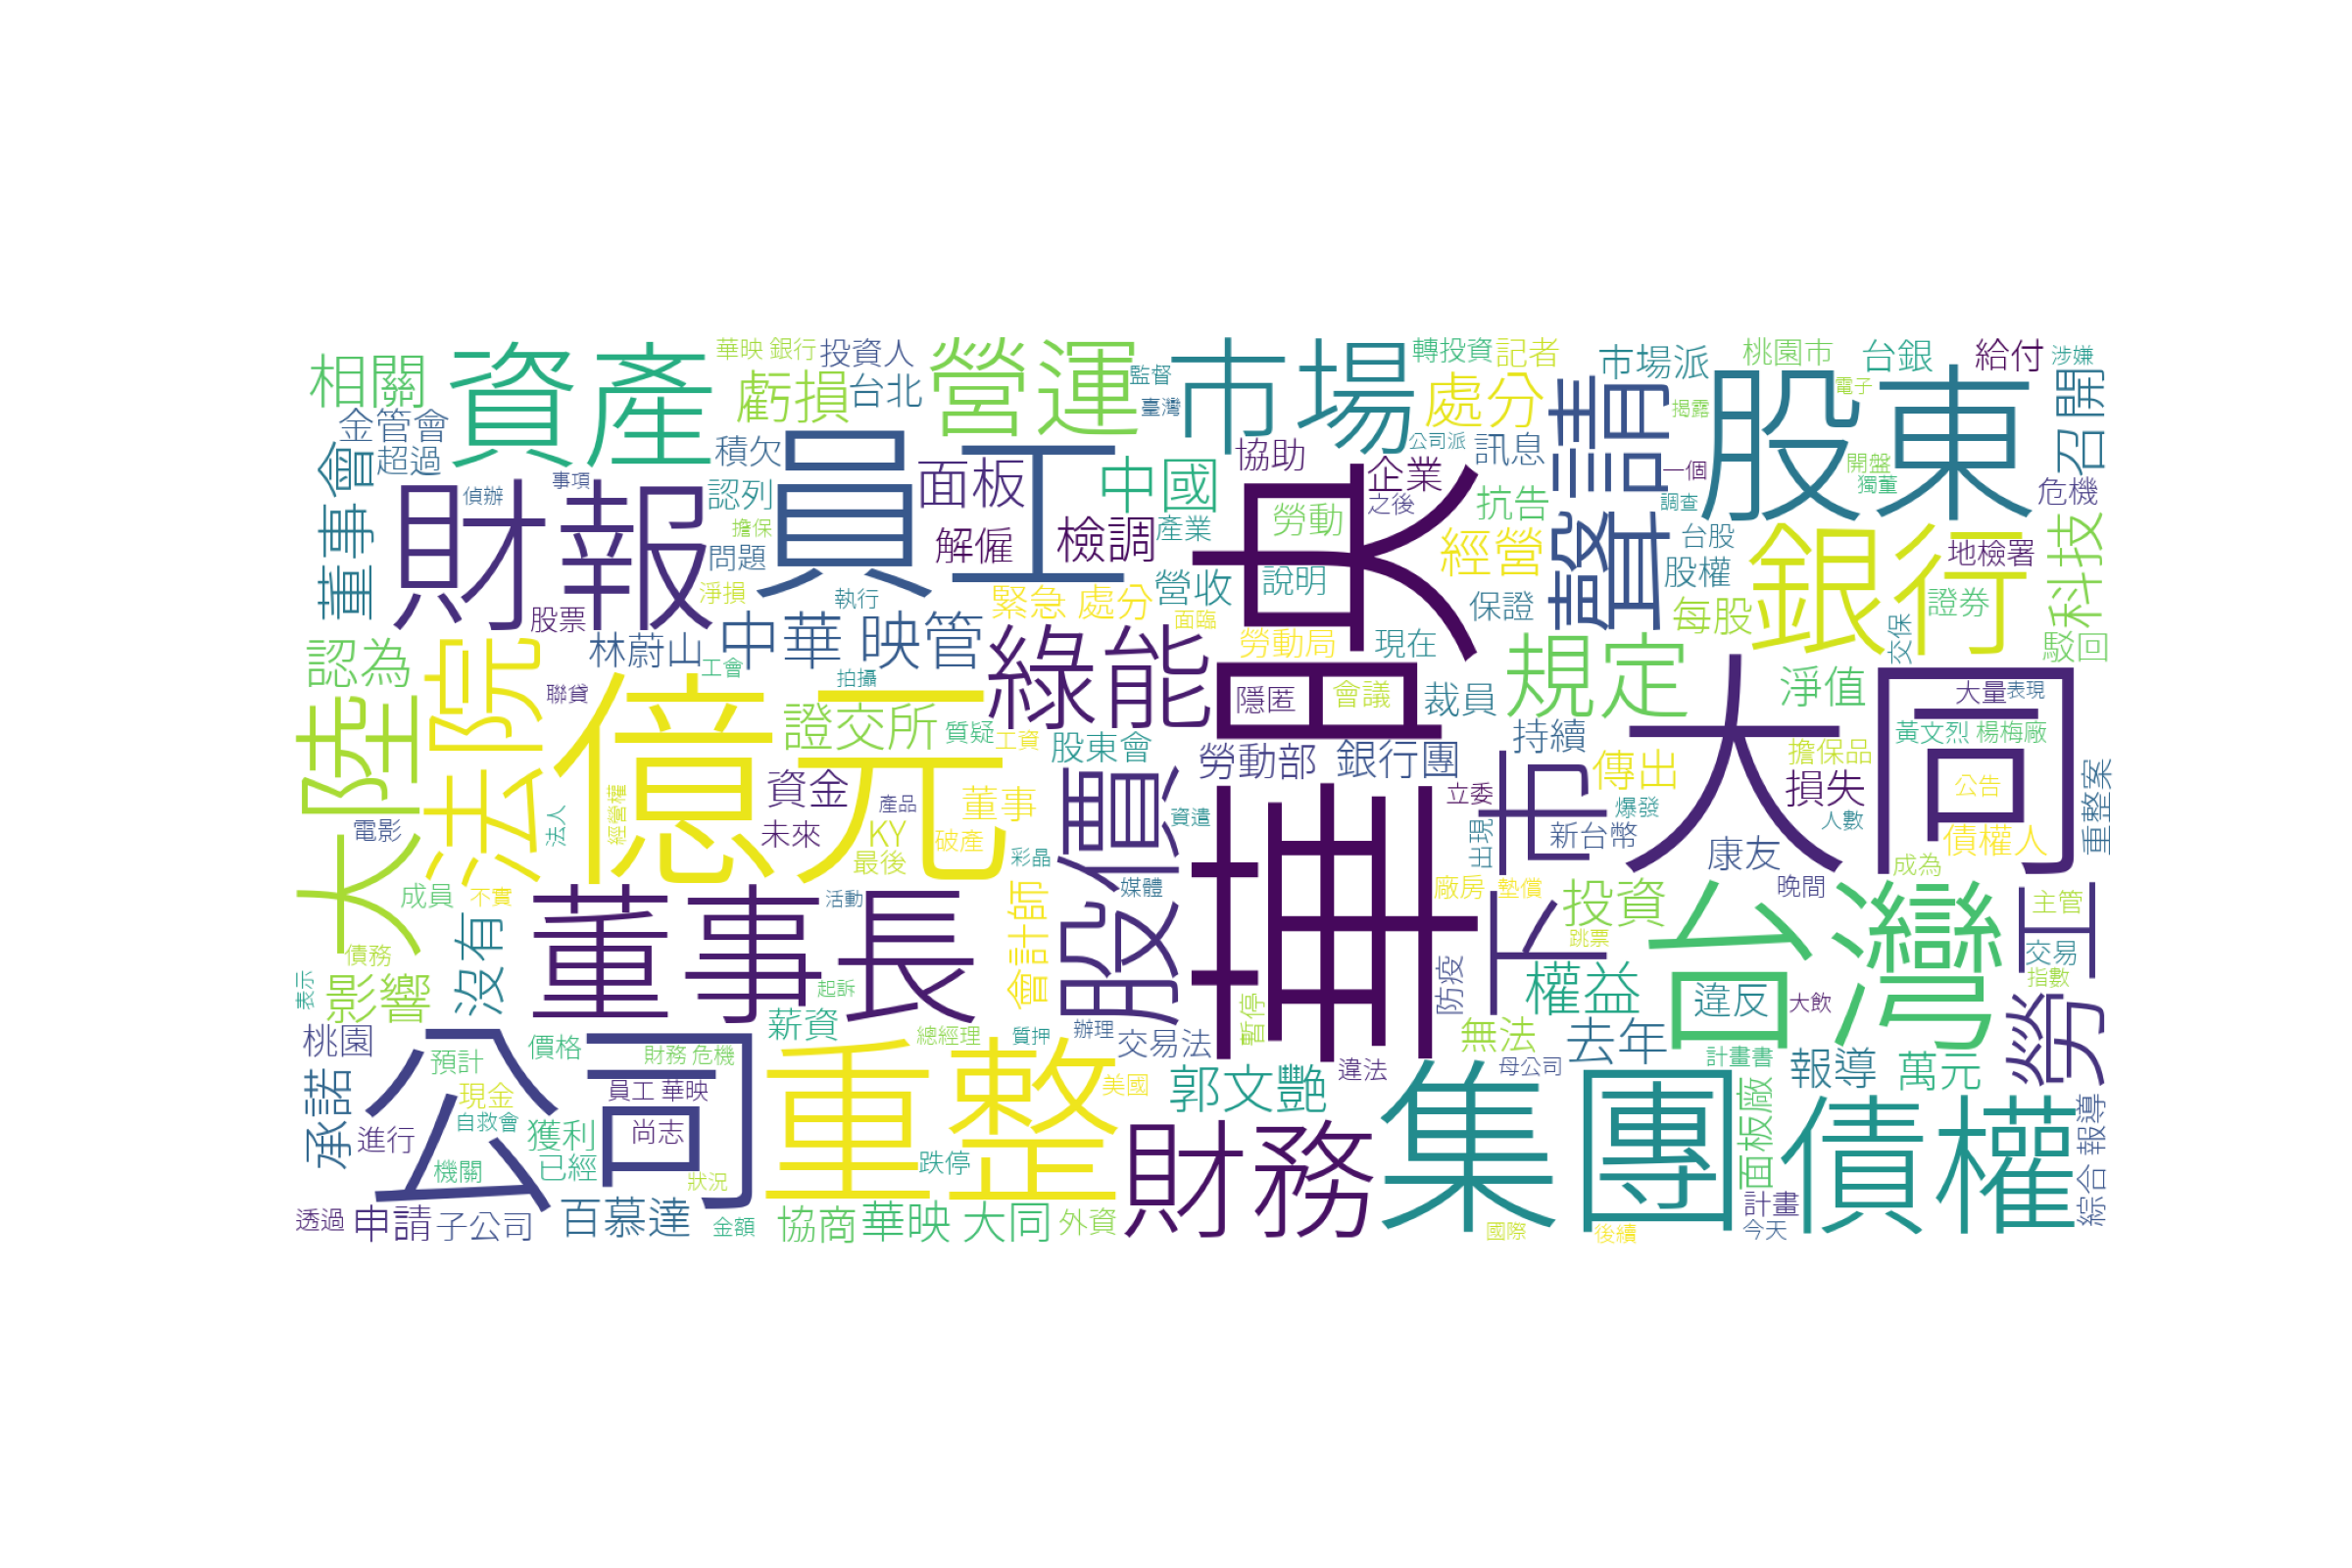 相關
資產
華映 銀行
投資人
營運
監督
市場
轉投資
記者
市場派
桃園市
台銀
給付
涉嫌
虧損
台北
臺灣
處分
聲請
股東
電子
揭露
召開
金管會
超過
董事會
積欠
員工
面板
中國
協助
公司派
企業
訊息
一個
開盤
獨董
危機
財報
偵辦
事項
認列
擔保
問題
解僱
檢調
產業
華映
勞動
之後
抗告
調查
台股
銀行
地檢署
科技
淨損
股票
執行
緊急 處分
營收
說明
經營
保證
股權
每股
證券
交保
駁回
認為
法院
林蔚山
中華 映管
工會
綠能
面臨
勞動局
現在
規定
大同
大陸
聯貸
億元
拍攝
證交所
質疑
工資
股東會
隱匿
會議
裁員
勞動部
銀行團
持續
淨值
大量
表現
黃文烈 楊梅廠
擔保品
傳出
損失
公告
重整案
電影
法人
經營權
資金
產品
董事
未來
KY
破產
最後
彩晶
股價
資遣
立委
下市
出現
新台幣
爆發
人數
債權人
康友
成為
成員
不實
沒有
董事長
活動
媒體
會計師
廠房
墊償
投資
晚間
台灣
主管
勞工
債務
表示
影響
起訴
跳票
防疫
權益
違反
大飲
交易
指數
桃園
公司
預計
價格
財務 危機
薪資
重整
總經理
質押
辦理
交易法
暫停
無法
去年
計畫書
報導
萬元
承諾
現金
員工 華映
自救會
進行
獲利
尚志
美國
郭文艷
違法
母公司
集團
面板廠
債權
綜合 報導
機關
已經
狀況
跌停
財務
計畫
透過
申請
子公司
百慕達
金額
協商
華映 大同
外資
國際
後續
今天